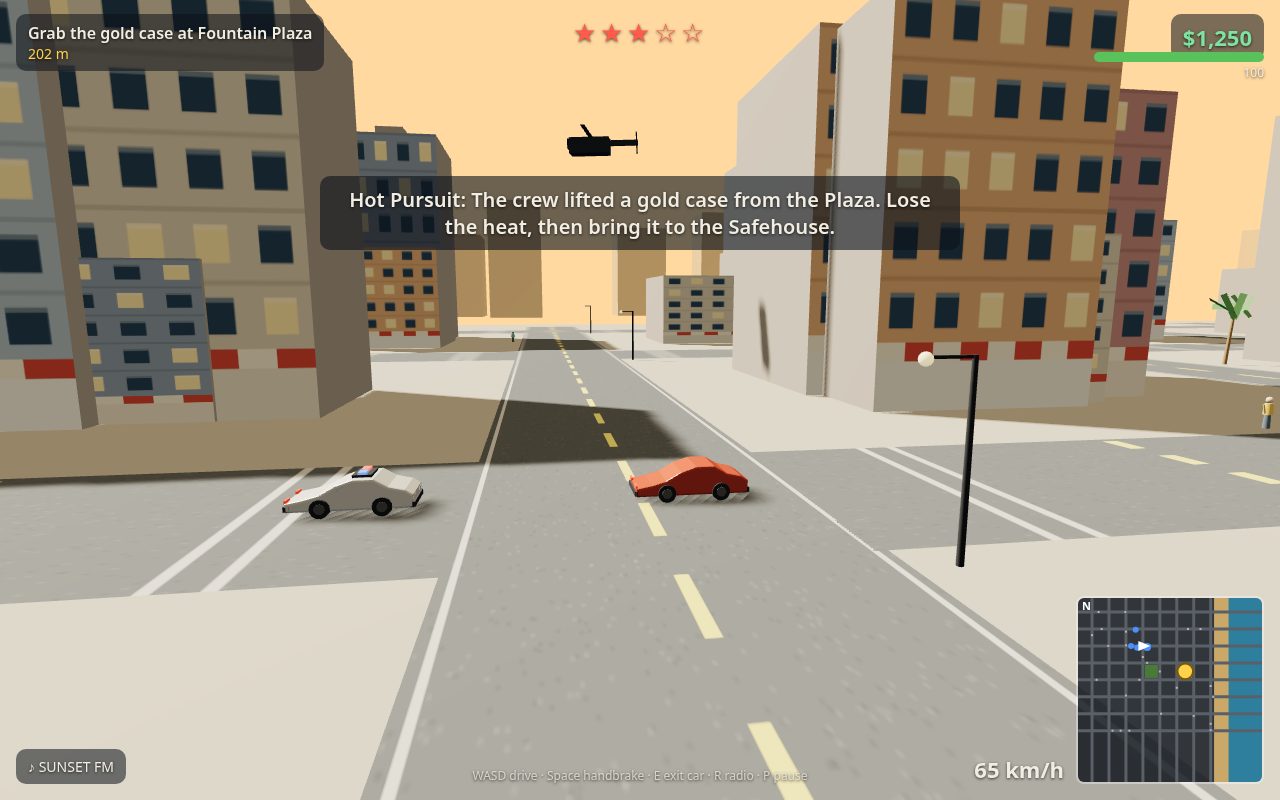 Grab the gold case at Fountain Plaza
202 m
★★★☆☆
$1,250
100
Hot Pursuit: The crew lifted a gold case from the Plaza. Lose
the heat, then bring it to the Safehouse.
N
♪ SUNSET FM
WASD drive · Space handbrake · E exit car · R radio · P pause
65 km/h